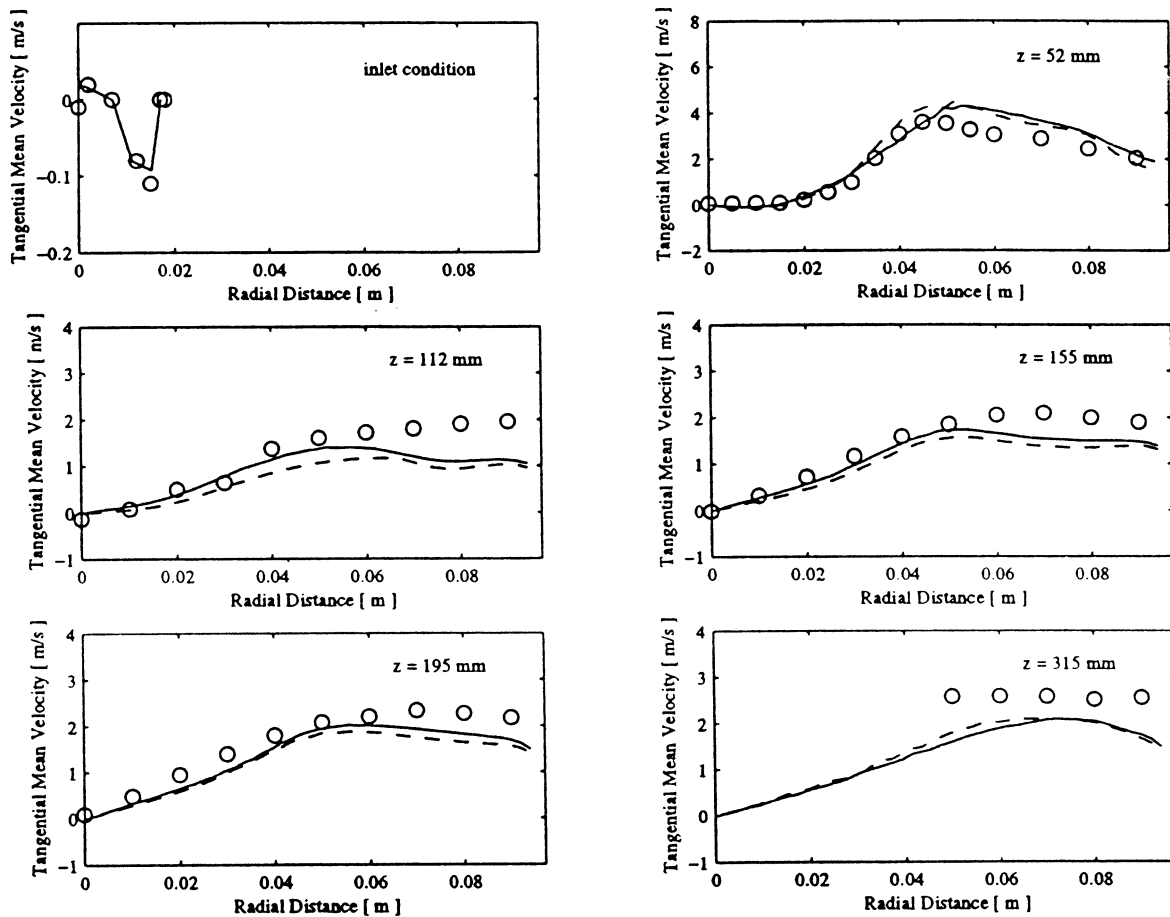 Tangential Mean Velocity [ m/s ]
inlet condition
0
−0.1
−0.2
0 0.02 0.04 0.06 0.08
Radial Distance [ m ]
Tangential Mean Velocity [ m/s ]
z = 52 mm
8
6
4
2
0
−2
0 0.02 0.04 0.06 0.08
Radial Distance [ m ]
Tangential Mean Velocity [ m/s ]
z = 112 mm
4
3
2
1
0
−1
0 0.02 0.04 0.06 0.08
Radial Distance [ m ]
Tangential Mean Velocity [ m/s ]
z = 155 mm
4
3
2
1
0
−1
0 0.02 0.04 0.06 0.08
Radial Distance [ m ]
Tangential Mean Velocity [ m/s ]
z = 195 mm
4
3
2
1
0
−1
0 0.02 0.04 0.06 0.08
Radial Distance [ m ]
Tangential Mean Velocity [ m/s ]
z = 315 mm
4
3
2
1
0
−1
0 0.02 0.04 0.06 0.08
Radial Distance [ m ]